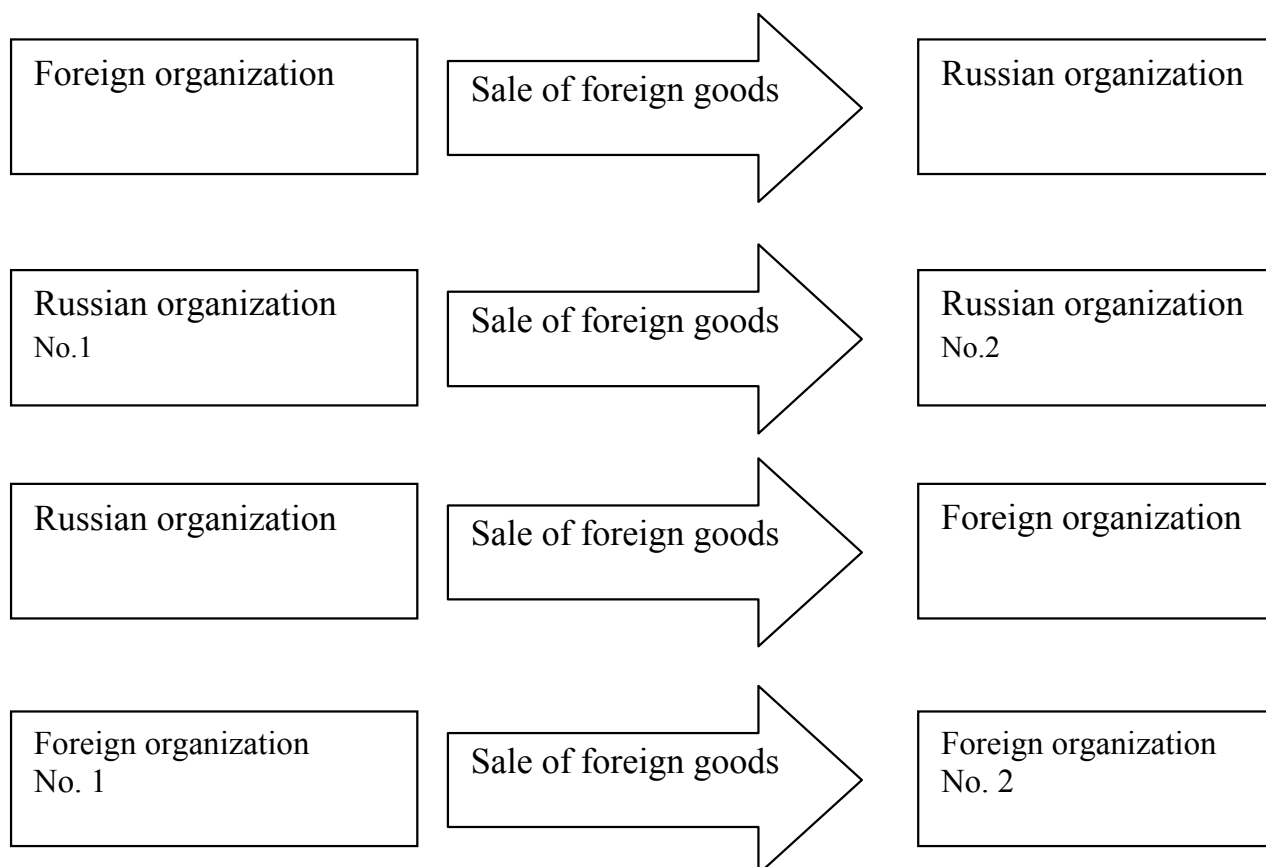 Foreign organization
Sale of foreign goods
Russian organization
Russian organization
No.1
Sale of foreign goods
Russian organization
No.2
Russian organization
Sale of foreign goods
Foreign organization
Foreign organization
No. 1
Sale of foreign goods
Foreign organization
No. 2